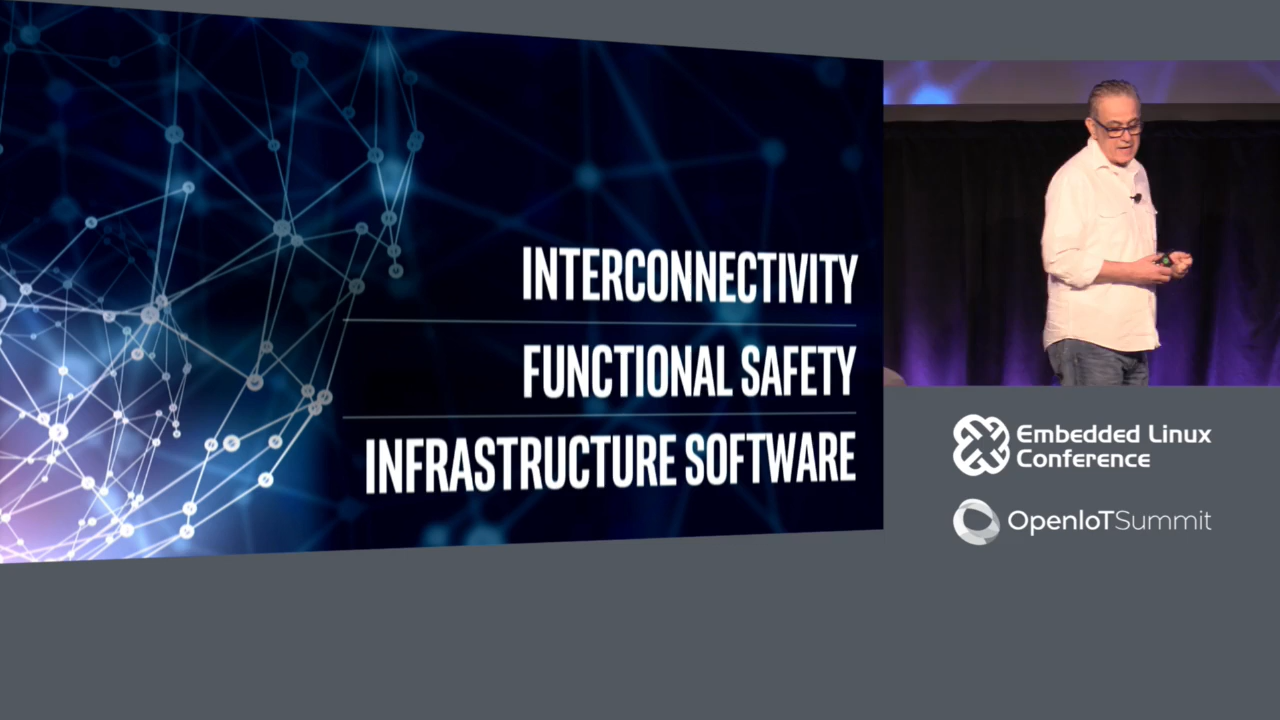 INTERCONNECTIVITY
FUNCTIONAL SAFETY
INFRASTRUCTURE SOFTWARE
Embedded Linux
Conference
OpenIoTSummit